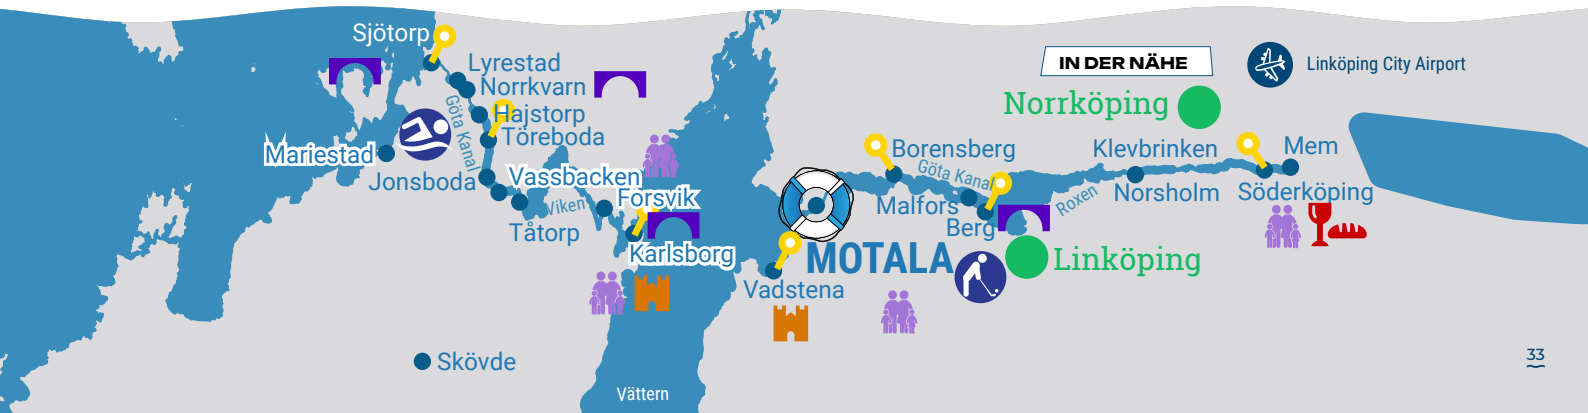 Sjötorp
Lyrestad
Norrkvarn
Hajstorp
Töreboda
Göta Kanal
Mariestad
Jonsboda
Vassbacken
Forsvik
Viken
Tåtorp
Karlsborg
Skövde
Vättern
MOTALA
Vadstena
Borensberg
Göta Kanal
Malfors
Berg
Roxen
Linköping
IN DER NÄHE
Linköping City Airport
Norrköping
Klevbrinken
Mem
Norsholm
Söderköping
33